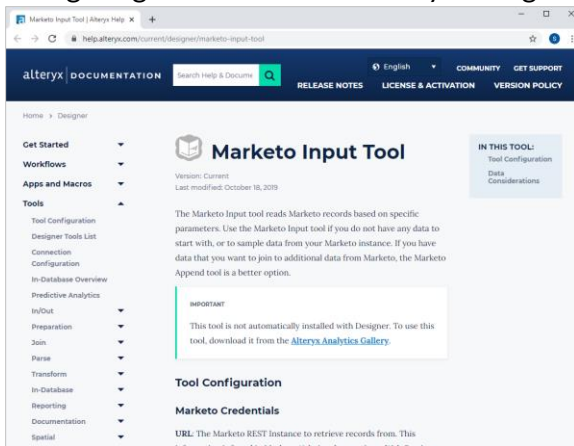 Marketo Input Tool | Alteryx Help
help.alteryx.com/current/designer/marketo-input-tool
alteryx DOCUMENTATION
Search Help & Docume
English
COMMUNITY GET SUPPORT
RELEASE NOTES LICENSE & ACTIVATION VERSION POLICY
Home > Designer
Get Started
Workflows
Apps and Macros
Tools
Tool Configuration
Designer Tools List
Connection
Configuration
In-Database Overview
Predictive Analytics
In/Out
Preparation
Join
Parse
Transform
In-Database
Reporting
Documentation
Spatial
Marketo Input Tool
Version: Current
Last modified: October 18, 2019
The Marketo Input tool reads Marketo records based on specific
parameters. Use the Marketo Input tool if you do not have any data to
start with, or to sample data from your Marketo instance. If you have
data that you want to join to additional data from Marketo, the Marketo
Append tool is a better option.
IMPORTANT
This tool is not automatically installed with Designer. To use this
tool, download it from the Alteryx Analytics Gallery.
Tool Configuration
Marketo Credentials
URL: The Marketo REST Instance to retrieve records from. This
IN THIS TOOL:
Tool Configuration
Data
Considerations